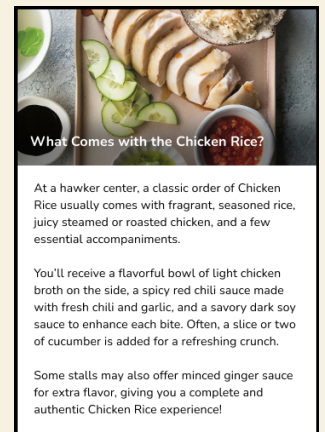 What Comes with the Chicken Rice?
At a hawker center, a classic order of Chicken
Rice usually comes with fragrant, seasoned rice,
juicy steamed or roasted chicken, and a few
essential accompaniments.
You'll receive a flavorful bowl of light chicken
broth on the side, a spicy red chili sauce made
with fresh chili and garlic, and a savory dark soy
sauce to enhance each bite. Often, a slice or two
of cucumber is added for a refreshing crunch.
Some stalls may also offer minced ginger sauce
for extra flavor, giving you a complete and
authentic Chicken Rice experience!